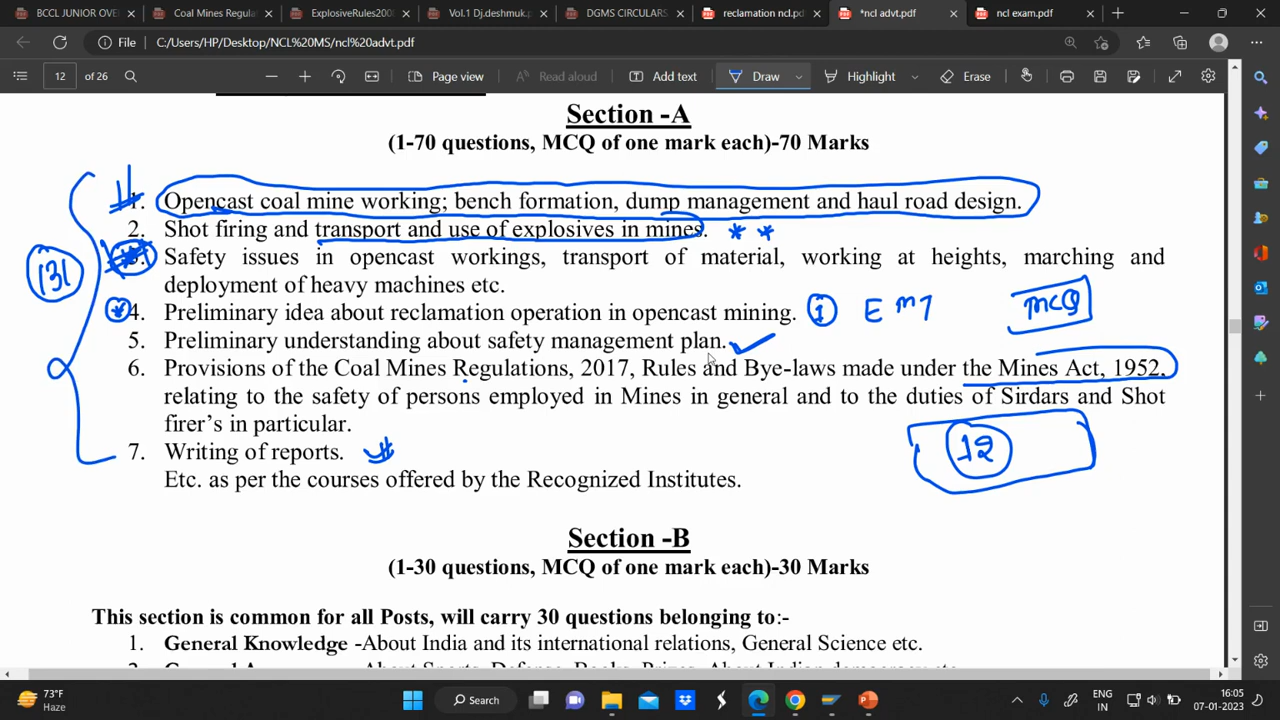 BCCL JUNIOR OVER
Coal Mines Regula
ExplosiveRules200
Vol.1 Dj.deshmuk.p
DGMS CIRCULARS
reclamation ncl.pd
*ncl advt.pdf
ncl exam.pdf
File C:/Users/HP/Desktop/NCL%20MS/ncl%20advt.pdf
12 of 26 Page view Read aloud Add text Draw Highlight Erase
Section -A
(1-70 questions, MCQ of one mark each)-70 Marks
1. Opencast coal mine working; bench formation, dump management and haul road design.
2. Shot firing and transport and use of explosives in mines.
Safety issues in opencast workings, transport of material, working at heights, marching and
deployment of heavy machines etc.
131
4. Preliminary idea about reclamation operation in opencast mining. 1 MCQ
5. Preliminary understanding about safety management plan.
6. Provisions of the Coal Mines Regulations, 2017, Rules and Bye-laws made under the Mines Act, 1952,
relating to the safety of persons employed in Mines in general and to the duties of Sirdars and Shot
firer's in particular.
12
7. Writing of reports.
Etc. as per the courses offered by the Recognized Institutes.
Section -B
(1-30 questions, MCQ of one mark each)-30 Marks
This section is common for all Posts, will carry 30 questions belonging to:-
1. General Knowledge -About India and its international relations, General Science etc.
73°F
Haze
Search
ENG
IN
16:05
07-01-2023